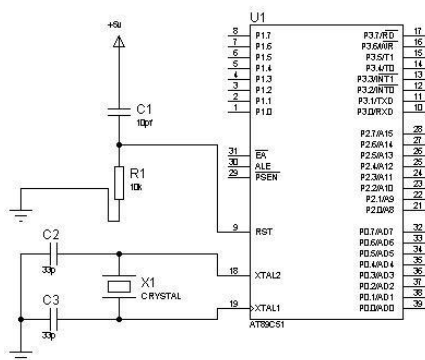 U1
+5v
8 P1.7 P3.7/RD 17
7 P1.6 P3.6/WR 16
6 P1.5 P3.5/T1 15
5 P1.4 P3.4/T0 14
4 P1.3 P3.3/INT1 13
3 P1.2 P3.2/INT0 12
2 P1.1 P3.1/TXD 11
1 P1.0 P3.0/RXD 10
C1
10pf
P2.7/A15 28
P2.6/A14 27
31 EA P2.5/A13 26
30 ALE P2.4/A12 25
29 PSEN P2.3/A11 24
P2.2/A10 23
P2.1/A9 22
P2.0/A8 21
R1
10k
9 RST P0.7/AD7 32
P0.6/AD6 33
P0.5/AD5 34
P0.4/AD4 35
18 XTAL2 P0.3/AD3 36
P0.2/AD2 37
P0.1/AD1 38
19 XTAL1 P0.0/AD0 39
C2
33p
X1
CRYSTAL
C3
33p
AT89C51